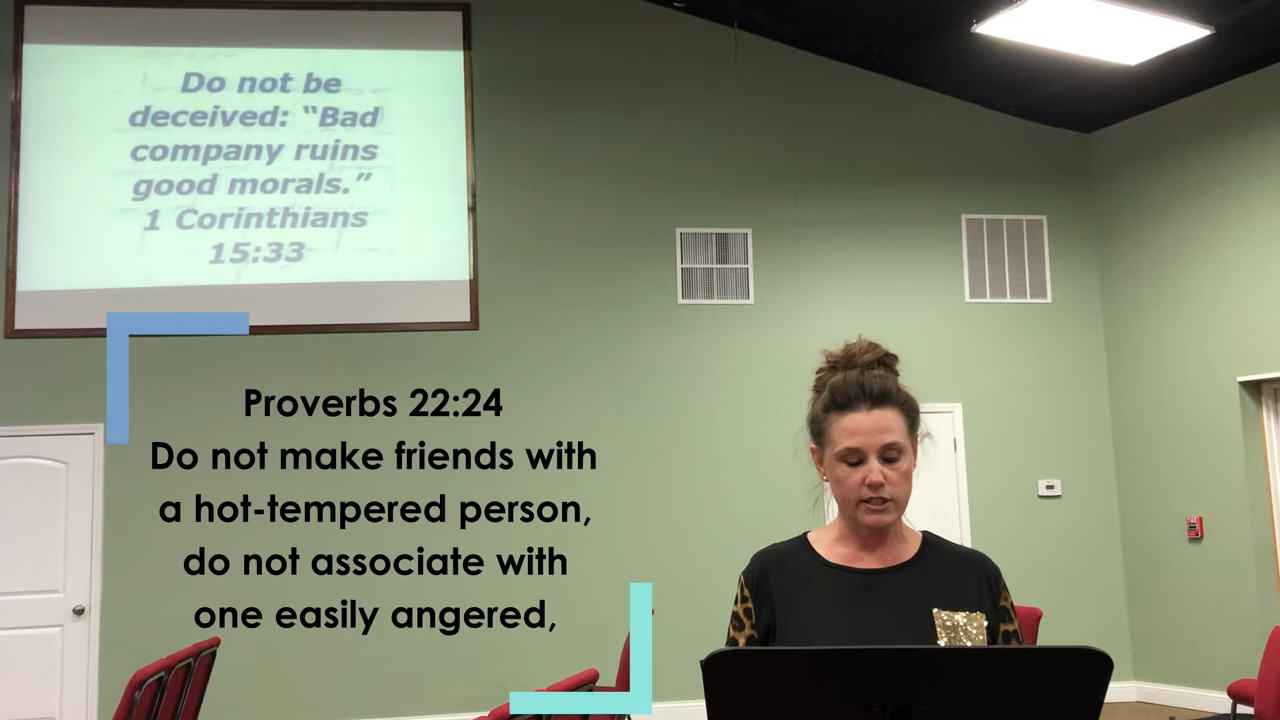 Do not be
deceived: “Bad
company ruins
good morals.”
1 Corinthians
15:33
Proverbs 22:24
Do not make friends with
a hot-tempered person,
do not associate with
one easily angered,